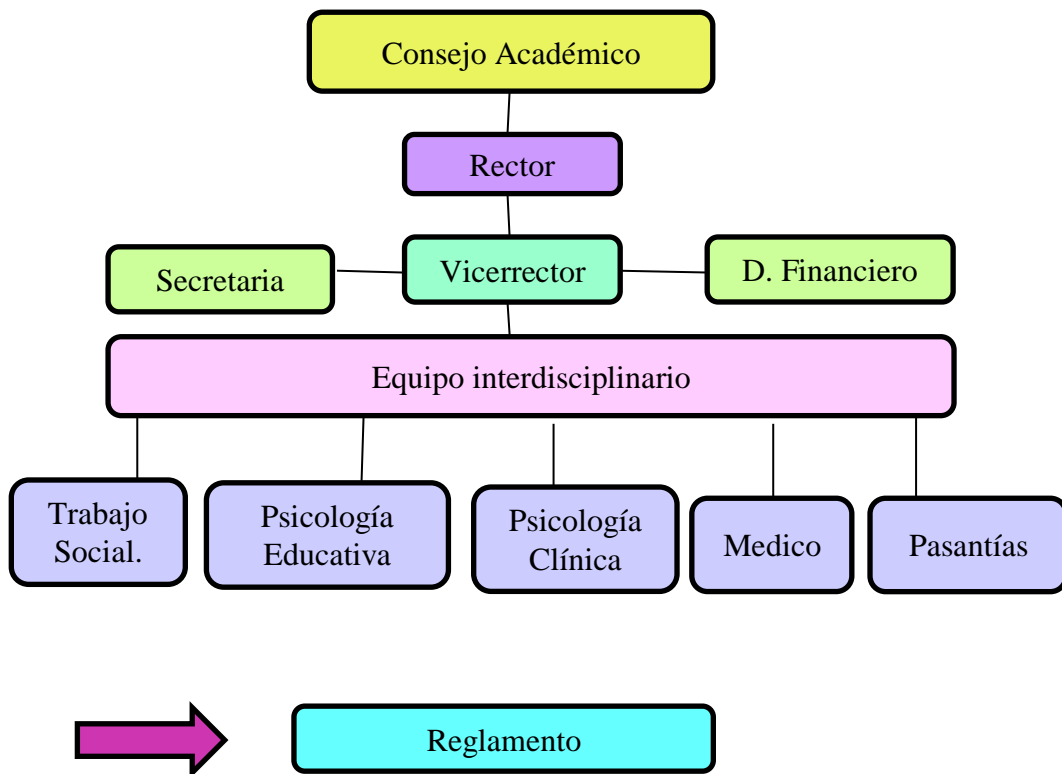 Consejo Académico
Rector
Secretaria
Vicerrector
D. Financiero
Equipo interdisciplinario
Trabajo
Social.
Psicología
Educativa
Psicología
Clínica
Medico
Pasantías
Reglamento